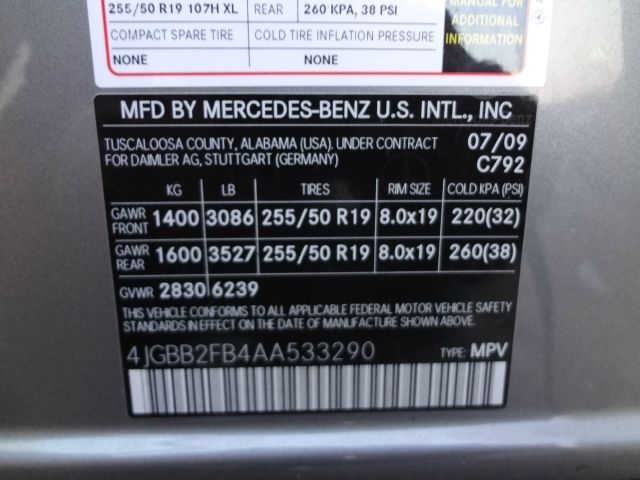 255/50 R19 107H XL REAR 260 KPA, 38 PSI
MANUAL FOR
ADDITIONAL
INFORMATION
COMPACT SPARE TIRE COLD TIRE INFLATION PRESSURE
NONE NONE
MFD BY MERCEDES-BENZ U.S. INTL., INC
TUSCALOOSA COUNTY, ALABAMA (USA). UNDER CONTRACT 07/09
FOR DAIMLER AG, STUTTGART (GERMANY) C792
KG LB TIRES RIM SIZE COLD KPA (PSI)
GAWR FRONT 1400 3086 255/50 R19 8.0x19 220(32)
GAWR REAR 1600 3527 255/50 R19 8.0x19 260(38)
GVWR 2830 6239
THIS VEHICLE CONFORMS TO ALL APPLICABLE FEDERAL MOTOR VEHICLE SAFETY
STANDARDS IN EFFECT ON THE DATE OF MANUFACTURE SHOWN ABOVE.
4JGBB2FB4AA533290 TYPE: MPV